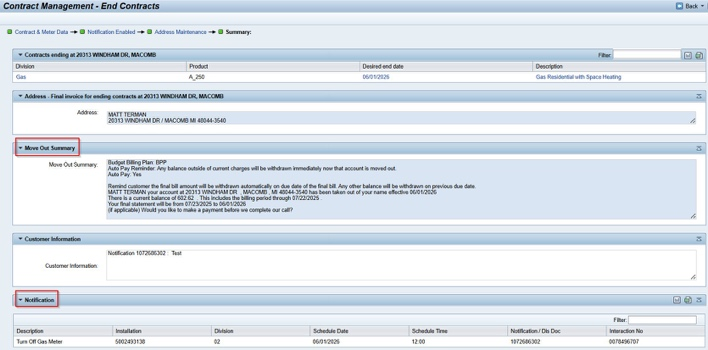 Contract Management - End Contracts
Back
Contract & Meter Data
Notification Enabled
Address Maintenance
Summary:
Contracts ending at 20313 WINDHAM DR, MACOMB
Filter:
Division Product Desired-end date Description
Gas A_250 06/01/2026 Gas Residential with Space Heating
Address - Final invoice for ending contracts at 20313 WINDHAM DR, MACOMB
Address: MATT TERMAN
20313 WINDHAM DR / MACOMB MI 48044-3540
Move Out Summary
Move Out Summary: Budget Billing Plan: BPP
Auto Pay Reminder: Any balance outside of current charges will be withdrawn immediately now that account is moved out.
Auto Pay: Yes
Remind customer the final bill amount will be withdrawn automatically on due date of the final bill. Any other balance will be withdrawn on previous due date.
MATT TERMAN your account at 20313 WINDHAM DR , MACOMB , MI 48044-3540 has been taken out of your name effective 06/01/2026
There is a current balance of 602.62 . This includes the billing period through 07/22/2025 .
Your final statement will be from 07/23/2025 to 06/01/2026
(if applicable) Would you like to make a payment before we complete our call?
Customer Information
Customer Information: Notification 1072686302 : Test
Notification
Filter:
Description Installation Division Schedule Date Schedule Time Notification / Dis Doc Interaction No
Turn Off Gas Meter 5002493138 02 06/01/2026 12:00 1072686302 0078496707